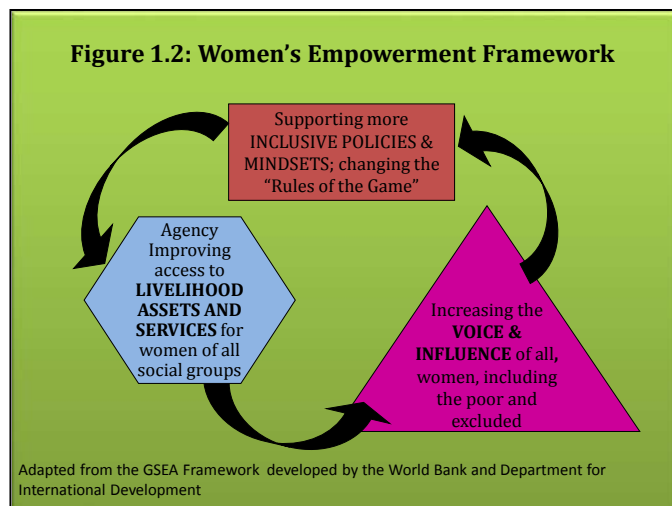 Figure 1.2: Women's Empowerment Framework
Supporting more
INCLUSIVE POLICIES &
MINDSETS; changing the
“Rules of the Game”
Agency
Improving
access to
LIVELIHOOD
ASSETS AND
SERVICES for
women of all
social groups
Increasing the
VOICE &
INFLUENCE of all,
women, including
the poor and
excluded
Adapted from the GSEA Framework developed by the World Bank and Department for
International Development